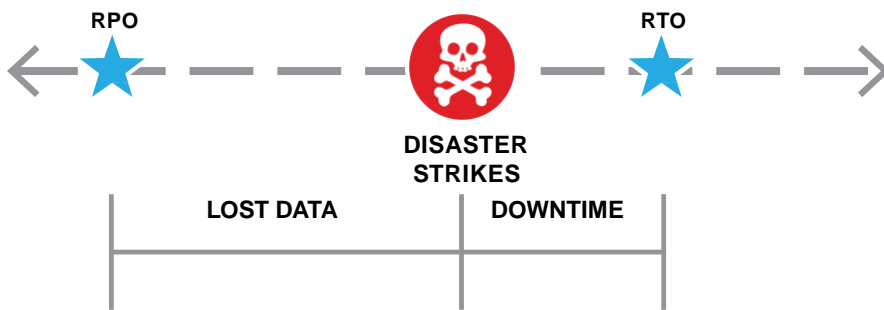 RPO
RTO
DISASTER
STRIKES
LOST DATA
DOWNTIME